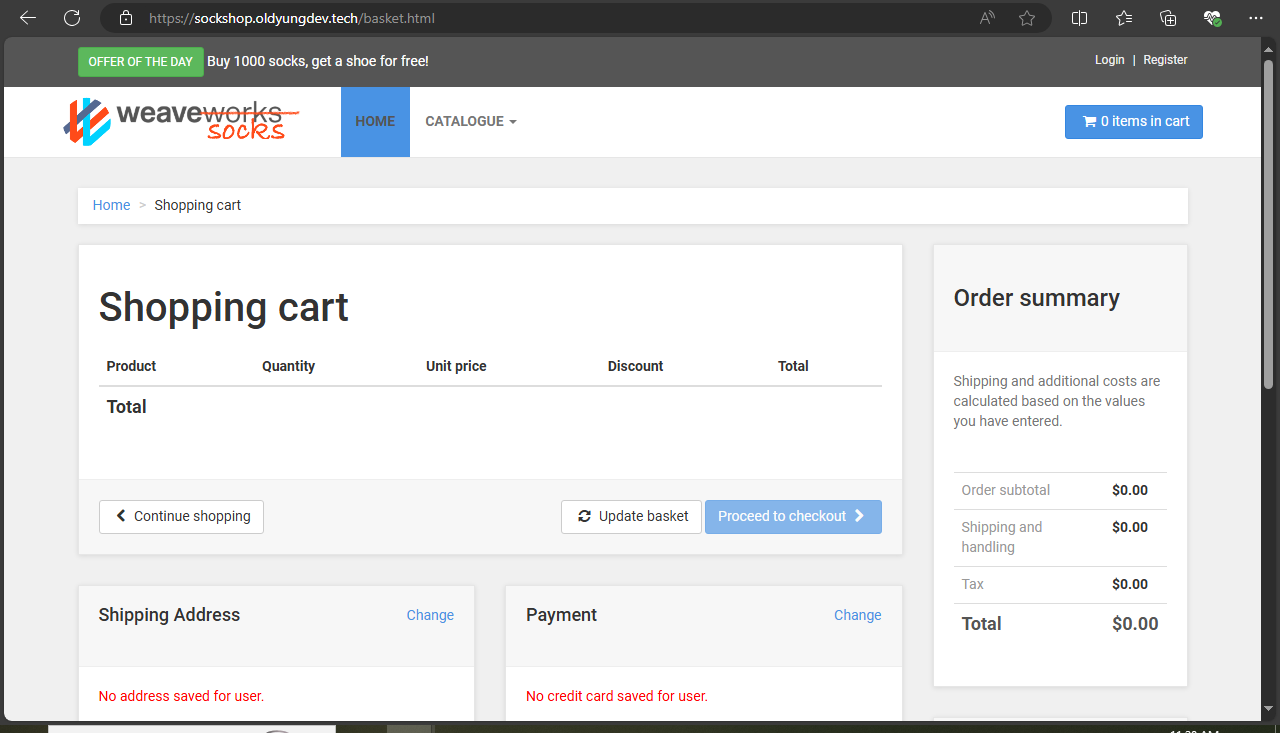 https://sockshop.oldyungdev.tech/basket.html
OFFER OF THE DAY Buy 1000 socks, get a shoe for free!
Login | Register
weaveworks
socks
HOME
CATALOGUE
0 items in cart
Home > Shopping cart
Shopping cart
Product Quantity Unit price Discount Total
Total
Continue shopping
Update basket
Proceed to checkout
Order summary
Shipping and additional costs are
calculated based on the values
you have entered.
Order subtotal $0.00
Shipping and $0.00
handling
Tax $0.00
Total $0.00
Shipping Address Change
No address saved for user.
Payment Change
No credit card saved for user.